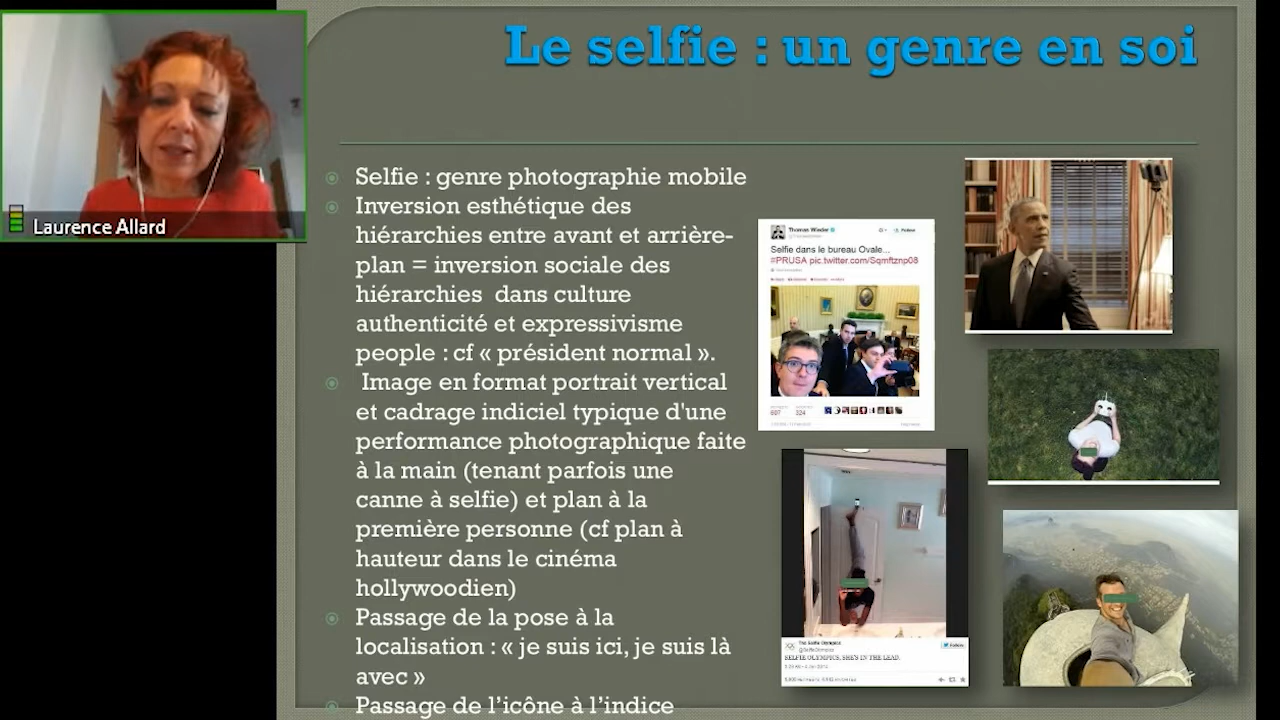 Le selfie : un genre en soi
Laurence Allard
Selfie : genre photographie mobile
Inversion esthétique des
hiérarchies entre avant et arrière-
plan = inversion sociale des
hiérarchies  dans culture
authenticité et expressivisme
people : cf « président normal ».
Image en format portrait vertical
et cadrage indiciel typique d'une
performance photographique faite
à la main (tenant parfois une
canne à selfie) et plan à la
première personne (cf plan à
hauteur dans le cinéma
hollywoodien)
Passage de la pose à la
localisation : « je suis ici, je suis là
avec »
Passage de l'icône à l'indice
Thomas Wieder
Follow
Selfie dans le bureau Ovale...
#PRUSA pic.twitter.com/Sqmftznp08
The Selfie Olympics
@SelfieOlympics
Follow
SELFIE OLYMPICS, SHE'S IN THE LEAD.